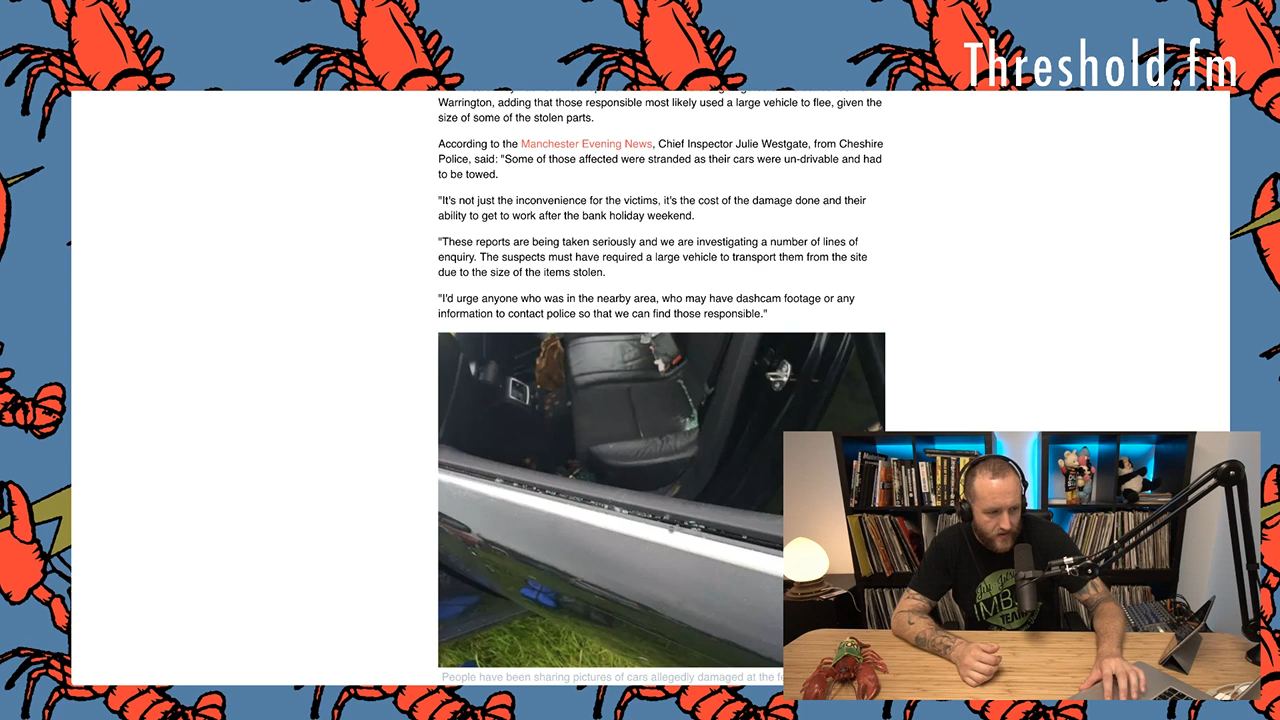 Threshold.fm
Warrington, adding that those responsible most likely used a large vehicle to flee, given the
size of some of the stolen parts.
According to the Manchester Evening News, Chief Inspector Julie Westgate, from Cheshire
Police, said: "Some of those affected were stranded as their cars were un-drivable and had
to be towed.
"It's not just the inconvenience for the victims, it's the cost of the damage done and their
ability to get to work after the bank holiday weekend.
"These reports are being taken seriously and we are investigating a number of lines of
enquiry. The suspects must have required a large vehicle to transport them from the site
due to the size of the items stolen.
"I'd urge anyone who was in the nearby area, who may have dashcam footage or any
information to contact police so that we can find those responsible."
People have been sharing pictures of cars allegedly damaged at the